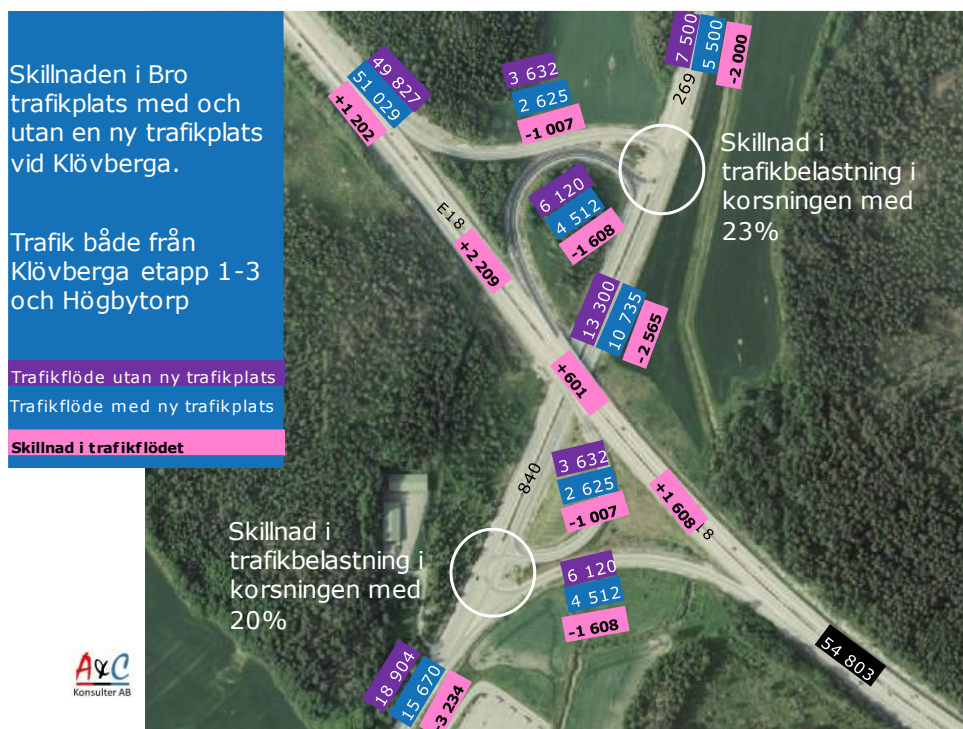 Skillnaden i Bro
trafikplats med och
utan en ny trafikplats
vid Klövberga.
Trafik både från
Klövberga etapp 1-3
och Högbytorp
Trafikflöde utan ny trafikplats
Trafikflöde med ny trafikplats
Skillnad i trafikflödet
49 827
51 029
+1 202
3 632
2 625
-1 007
7 500
5 500
-2 000
269
Skillnad i
trafikbelastning i
korsningen med
23%
6 120
4 512
-1 608
E18
+2 209
13 300
10 735
-2 565
+601
840
3 632
2 625
-1 007
+1 608
18
Skillnad i
trafikbelastning i
korsningen med
20%
6 120
4 512
-1 608
54 803
18 904
15 670
-3 234
A&C
Konsulter AB